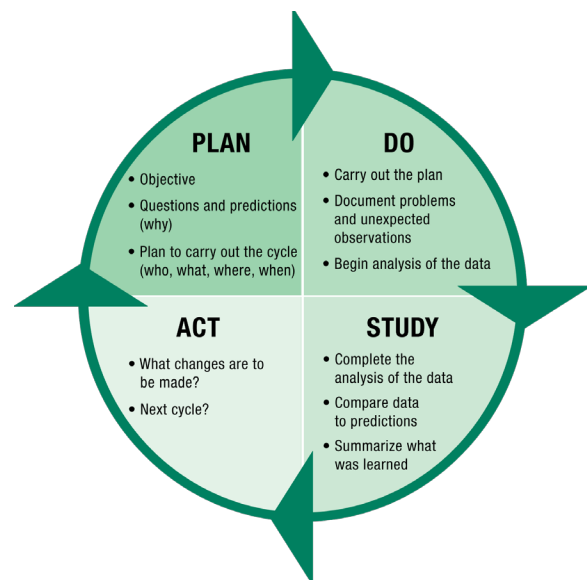 PLAN
• Objective
• Questions and predictions
(why)
• Plan to carry out the cycle
(who, what, where, when)
DO
• Carry out the plan
• Document problems
and unexpected
observations
• Begin analysis of the data
ACT
• What changes are to
be made?
• Next cycle?
STUDY
• Complete the
analysis of the data
• Compare data
to predictions
• Summarize what
was learned